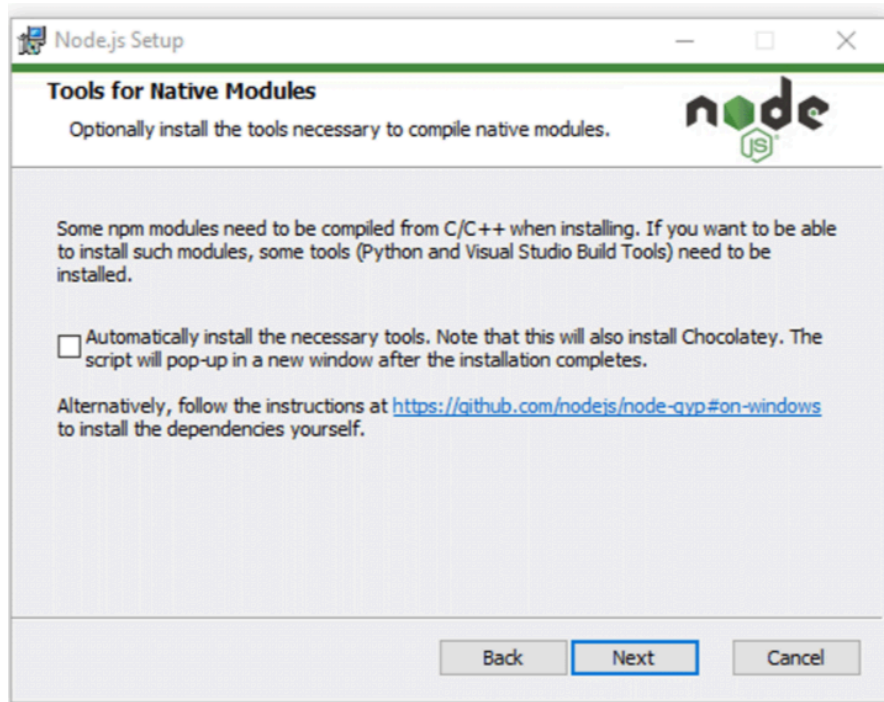 Node.js Setup
Tools for Native Modules
Optionally install the tools necessary to compile native modules.
node
JS
Some npm modules need to be compiled from C/C++ when installing. If you want to be able
to install such modules, some tools (Python and Visual Studio Build Tools) need to be
installed.
Automatically install the necessary tools. Note that this will also install Chocolatey. The
script will pop-up in a new window after the installation completes.
Alternatively, follow the instructions at https://github.com/nodejs/node-gyp#on-windows
to install the dependencies yourself.
Back
Next
Cancel